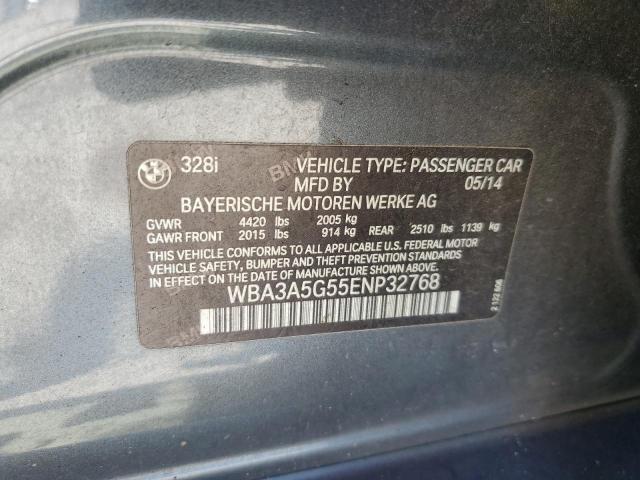 BMW 328i VEHICLE TYPE: PASSENGER CAR
MFD BY 05/14
BAYERISCHE MOTOREN WERKE AG
GVWR 4420 lbs 2005 kg
GAWR FRONT 2015 lbs 914 kg REAR 2510 lbs 1139 kg
THIS VEHICLE CONFORMS TO ALL APPLICABLE U.S. FEDERAL MOTOR
VEHICLE SAFETY, BUMPER AND THEFT PREVENTION STANDARDS
IN EFFECT ON THE DATE OF MANUFACTURE SHOWN ABOVE.
WBA3A5G55ENP32768